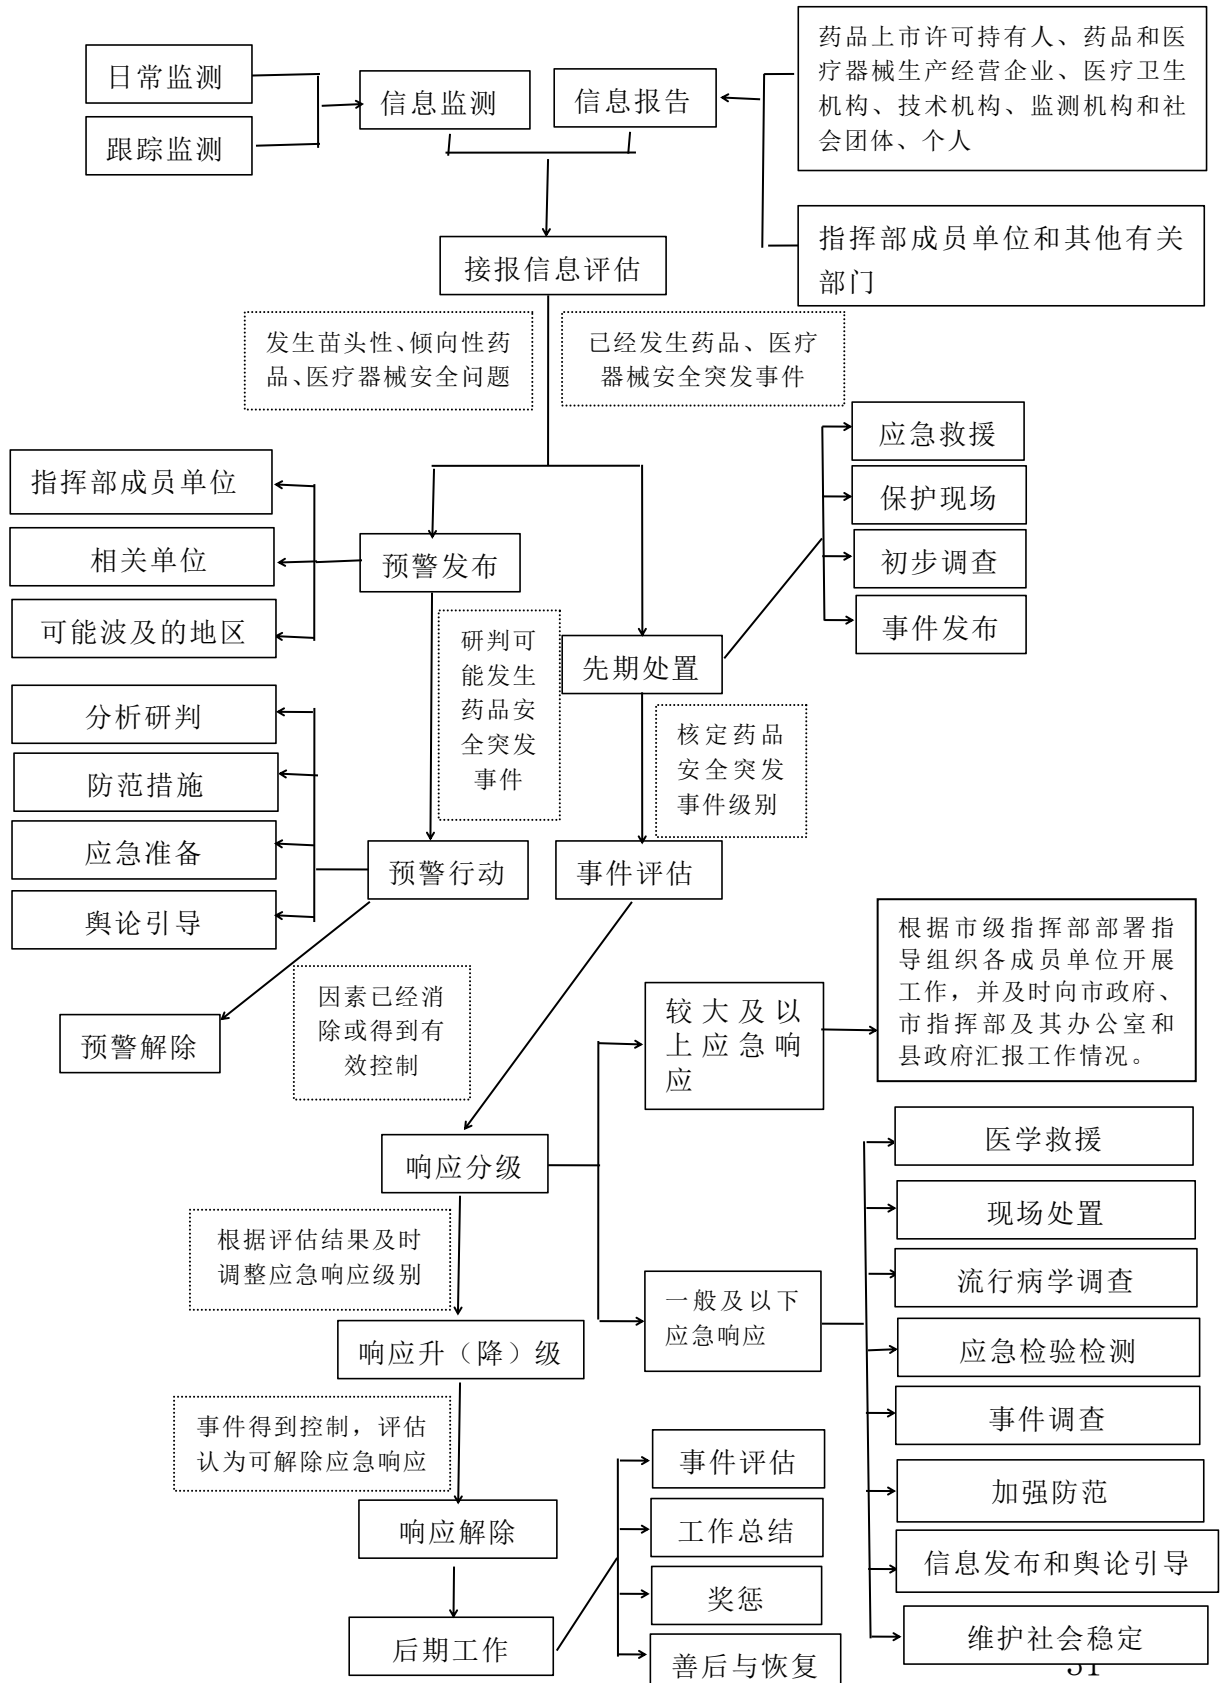 日常监测
跟踪监测
信息监测
信息报告
药品上市许可持有人、药品和医
疗器械生产经营企业、医疗卫生
机构、技术机构、监测机构和社
会团体、个人
指挥部成员单位和其他有关
部门
接报信息评估
发生苗头性、倾向性药
品、医疗器械安全问题
已经发生药品、医疗
器械安全突发事件
应急救援
保护现场
初步调查
事件发布
指挥部成员单位
相关单位
可能波及的地区
预警发布
研判可
能发生
药品安
全突发
事件
先期处置
核定药品
安全突发
事件级别
分析研判
防范措施
应急准备
舆论引导
预警行动
事件评估
预警解除
因素已经消
除或得到有
效控制
较大及以
上应急响
应
根据市级指挥部部署指
导组织各成员单位开展
工作，并及时向市政府、
市指挥部及其办公室和
县政府汇报工作情况。
响应分级
根据评估结果及时
调整应急响应级别
一般及以下
应急响应
医学救援
现场处置
流行病学调查
应急检验检测
事件调查
加强防范
信息发布和舆论引导
维护社会稳定
响应升（降）级
事件得到控制，评估
认为可解除应急响应
响应解除
后期工作
事件评估
工作总结
奖惩
善后与恢复